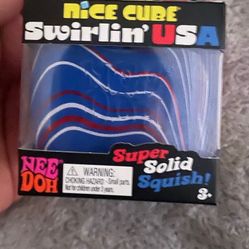 NiCE CUBE
Swirlin' USA
NEE DOH
WARNING:
CHOKING HAZARD - Small parts.
Not for children under 3 years.
Super
Solid
Squish!
3+